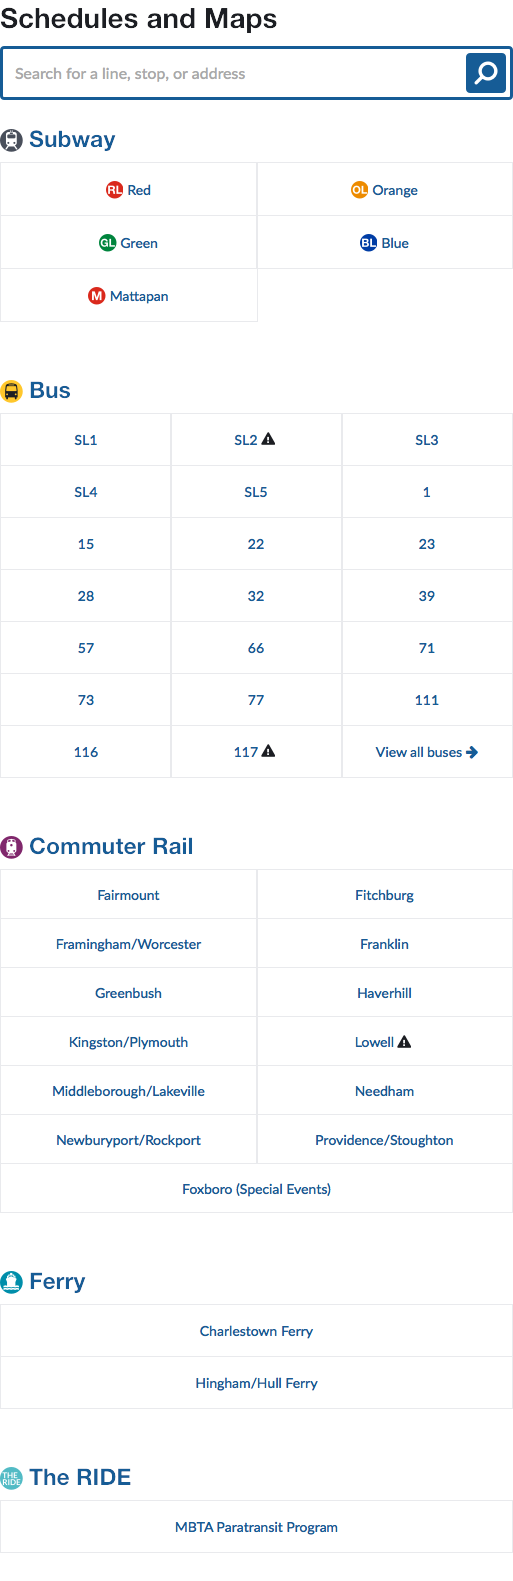 Schedules and Maps
Search for a line, stop, or address
Subway
RL Red
OL Orange
GL Green
BL Blue
M Mattapan
Bus
SL1
SL2
SL3
SL4
SL5
1
15
22
23
28
32
39
57
66
71
73
77
111
116
117
View all buses
Commuter Rail
Fairmount
Fitchburg
Framingham/Worcester
Franklin
Greenbush
Haverhill
Kingston/Plymouth
Lowell
Middleborough/Lakeville
Needham
Newburyport/Rockport
Providence/Stoughton
Foxboro (Special Events)
Ferry
Charlestown Ferry
Hingham/Hull Ferry
THE RIDE The RIDE
MBTA Paratransit Program